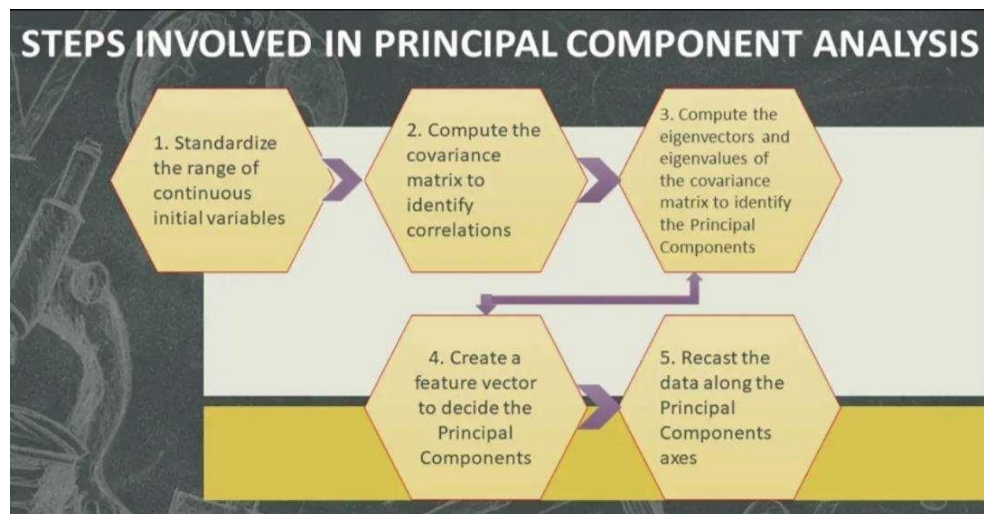 STEPS INVOLVED IN PRINCIPAL COMPONENT ANALYSIS
1. Standardize
the range of
continuous
initial variables
2. Compute the
covariance
matrix to
identify
correlations
3. Compute the
eigenvectors and
eigenvalues of
the covariance
matrix to identify
the Principal
Components
4. Create a
feature vector
to decide the
Principal
Components
5. Recast the
data along the
Principal
Components
axes